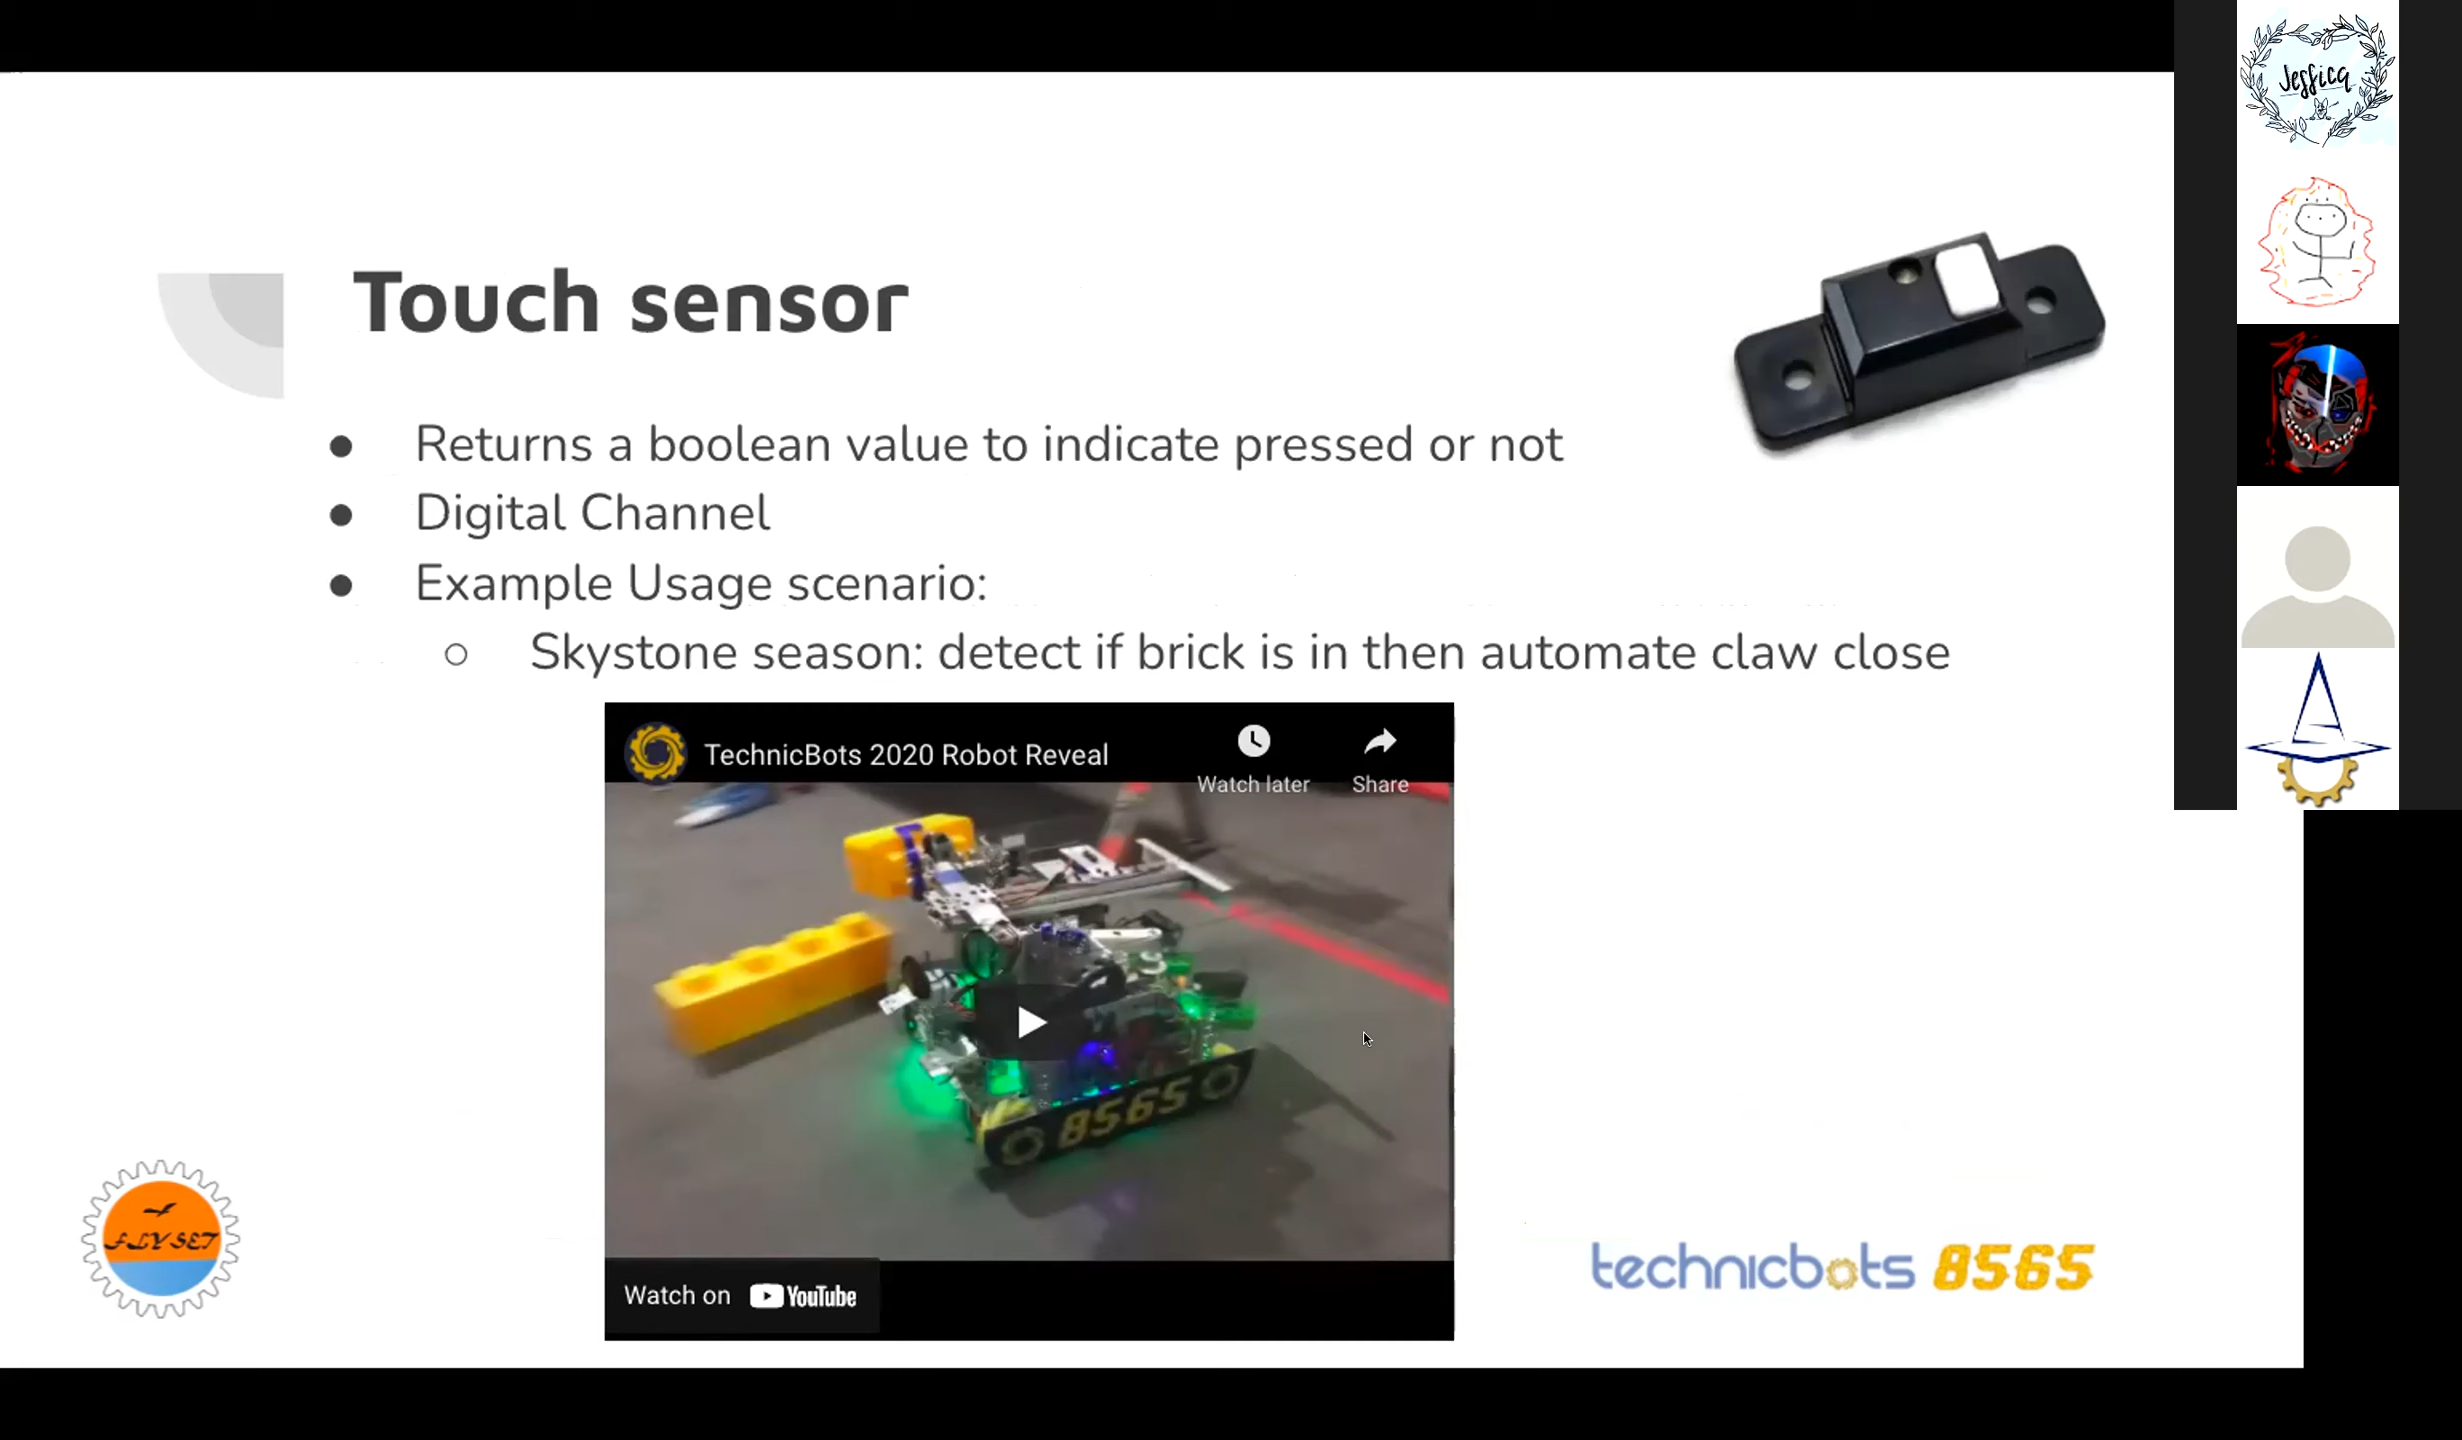 Jessica
Touch sensor
Returns a boolean value to indicate pressed or not
Digital Channel
Example Usage scenario:
Skystone season: detect if brick is in then automate claw close
TechnicBots 2020 Robot Reveal
Watch later
Share
8565
Watch on YouTube
FLY SET
technicbots 8565